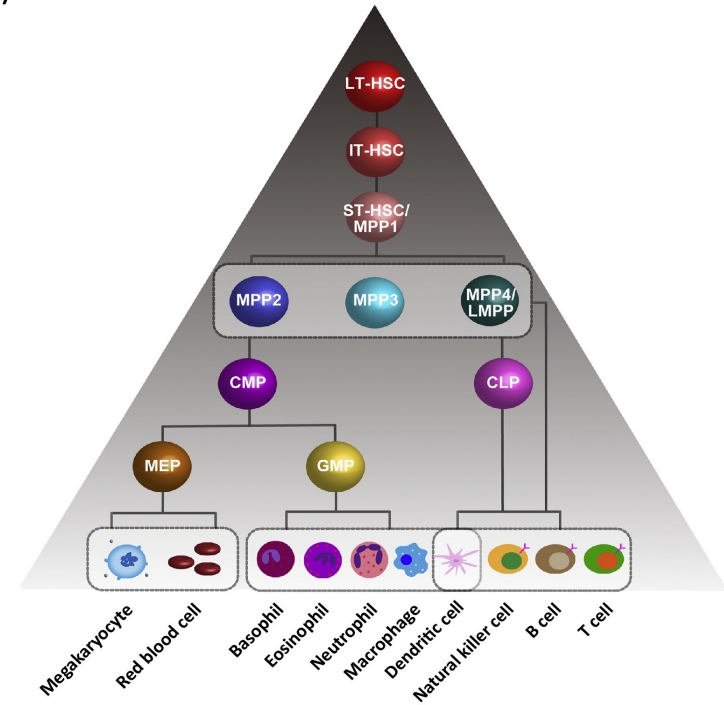 LT-HSC
IT-HSC
ST-HSC/
MPP1
MPP2
MPP3
MPP4/
LMPP
CMP
CLP
MEP
GMP
Megakaryocyte
Red blood cell
Basophil
Eosinophil
Neutrophil
Macrophage
Dendritic cell
Natural killer cell
B cell
T cell